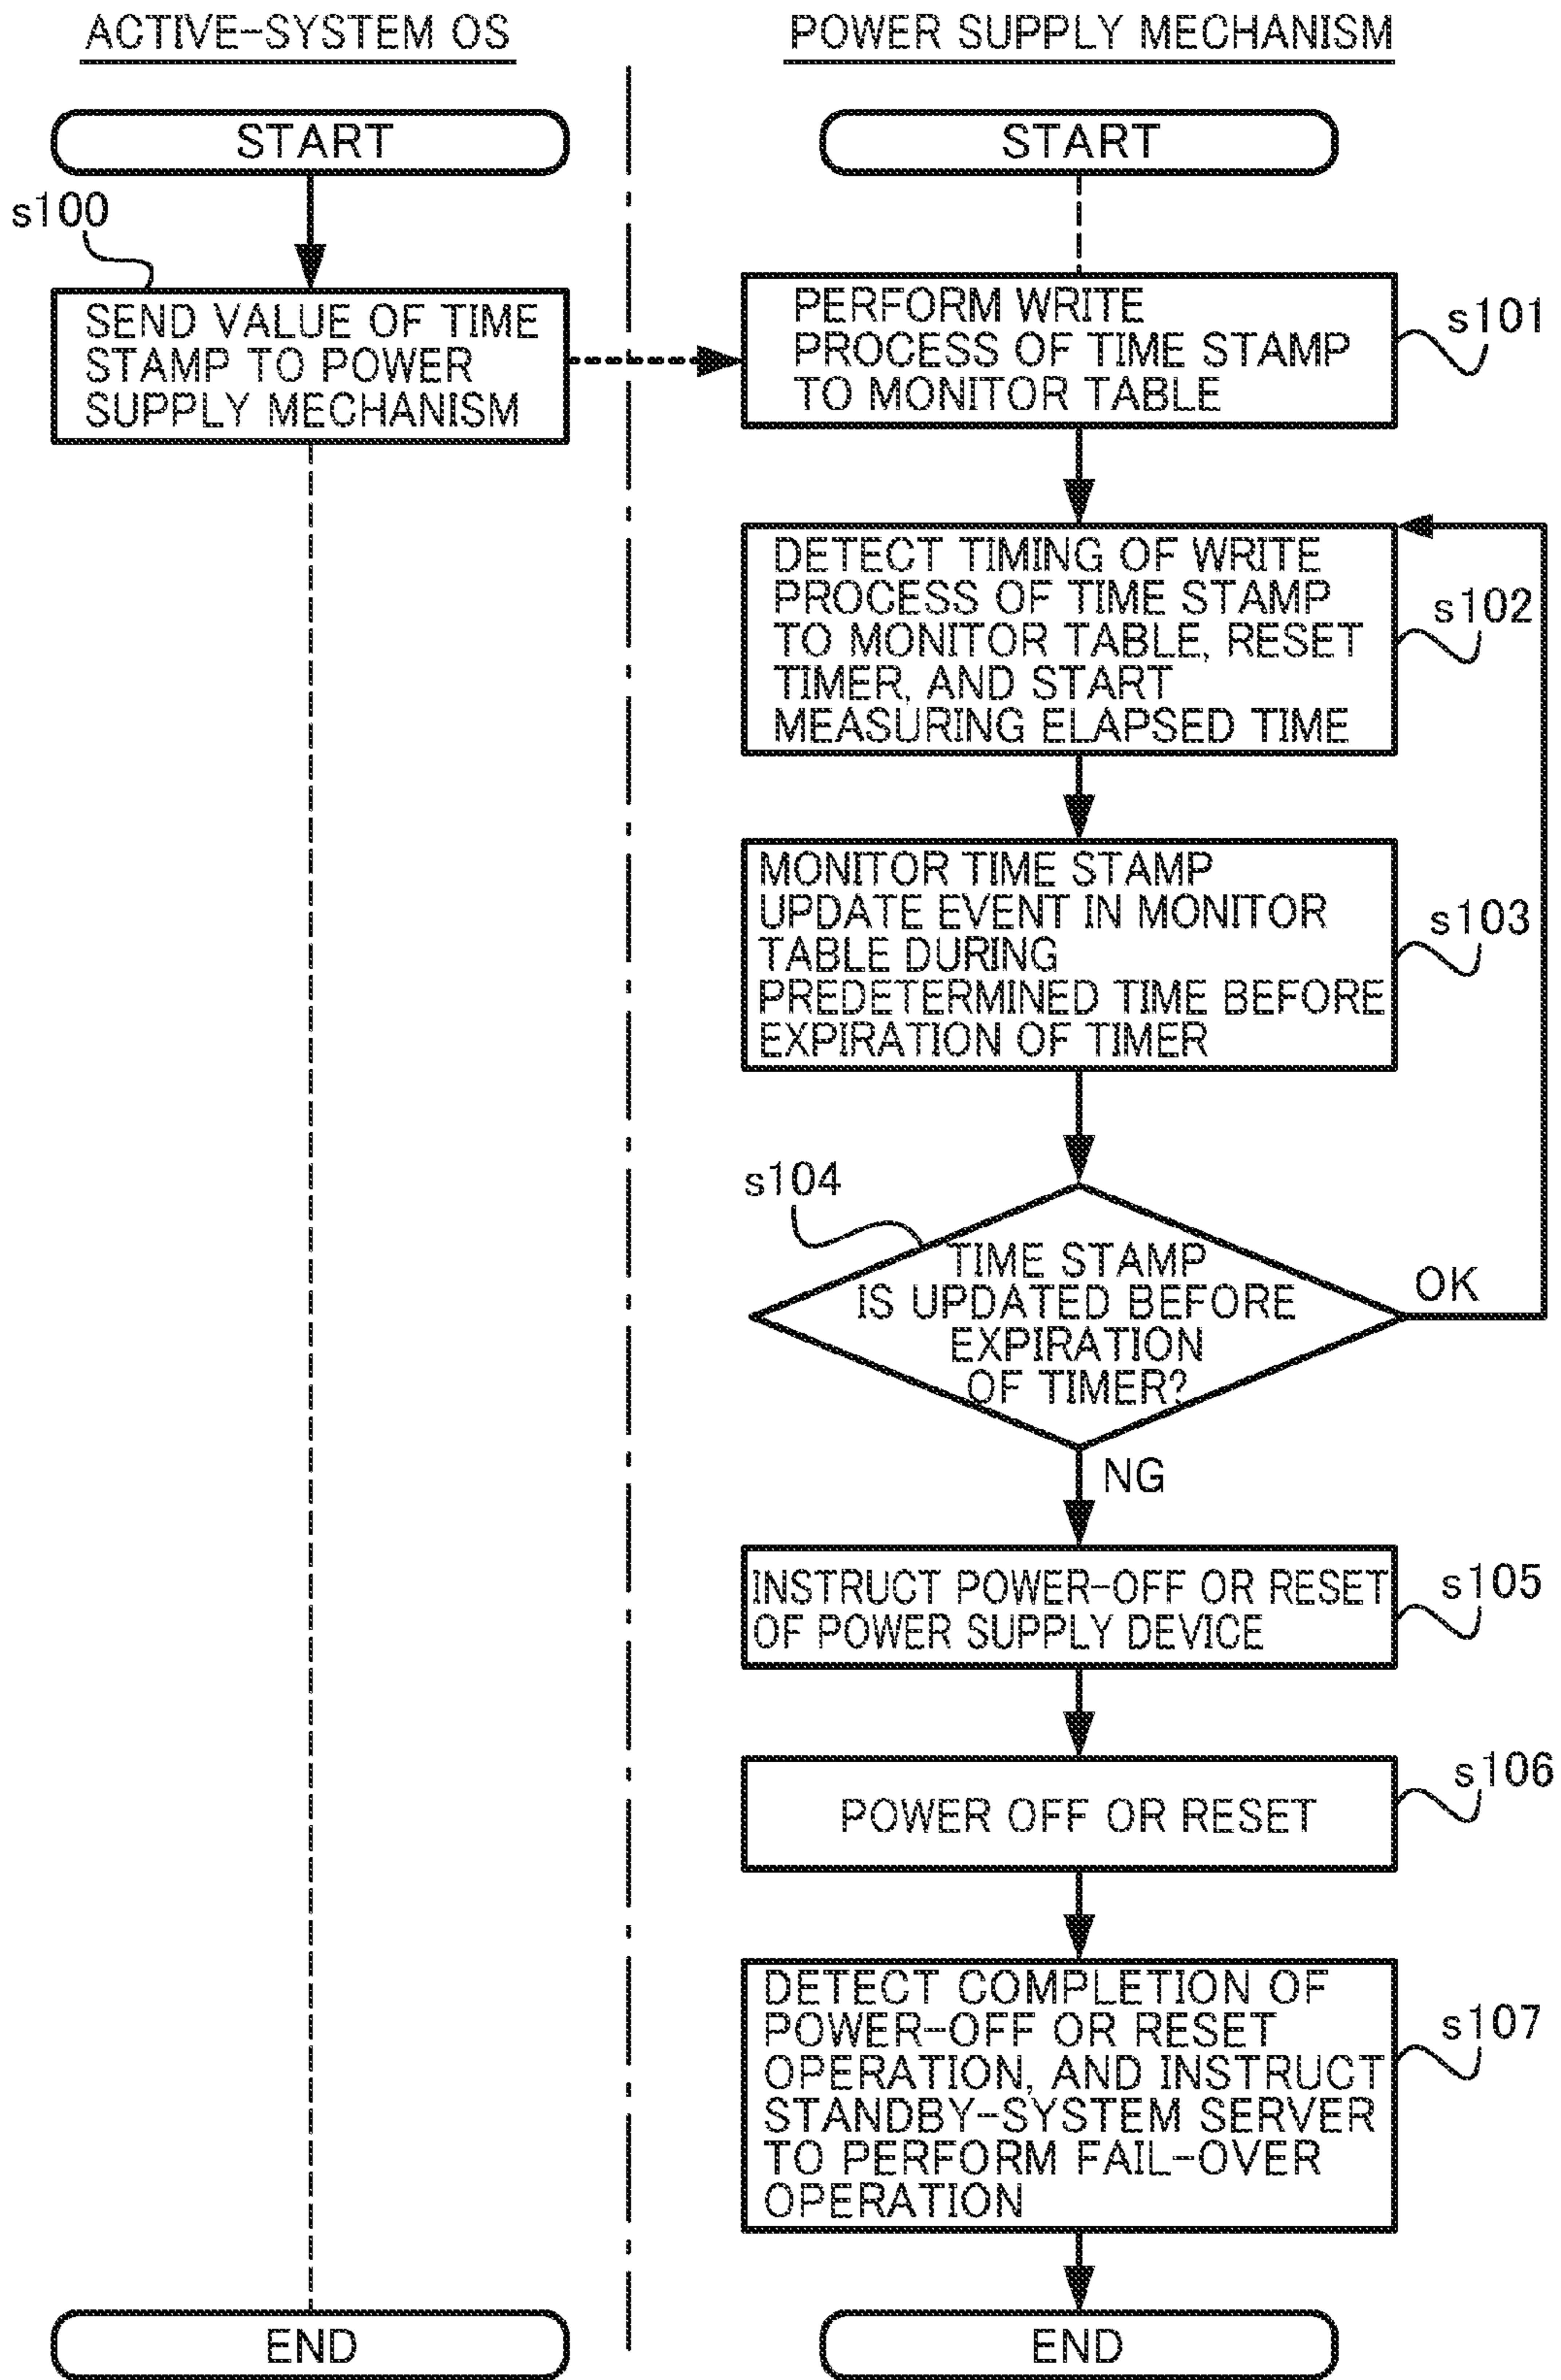 ACTIVE-SYSTEM OS
START
s100
SEND VALUE OF TIME
STAMP TO POWER
SUPPLY MECHANISM
END
POWER SUPPLY MECHANISM
START
PERFORM WRITE
PROCESS OF TIME STAMP
TO MONITOR TABLE
s101
DETECT TIMING OF WRITE
PROCESS OF TIME STAMP
TO MONITOR TABLE, RESET
TIMER, AND START
MEASURING ELAPSED TIME
s102
MONITOR TIME STAMP
UPDATE EVENT IN MONITOR
TABLE DURING
PREDETERMINED TIME BEFORE
EXPIRATION OF TIMER
s103
s104
TIME STAMP
IS UPDATED BEFORE
EXPIRATION
OF TIMER?
OK
NG
INSTRUCT POWER-OFF OR RESET
OF POWER SUPPLY DEVICE
s105
POWER OFF OR RESET
s106
DETECT COMPLETION OF
POWER-OFF OR RESET
OPERATION, AND INSTRUCT
STANDBY-SYSTEM SERVER
TO PERFORM FAIL-OVER
OPERATION
s107
END